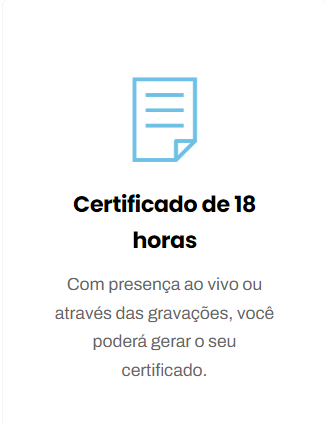 Certificado de 18
horas
Com presença ao vivo ou
através das gravações, você
poderá gerar o seu
certificado.